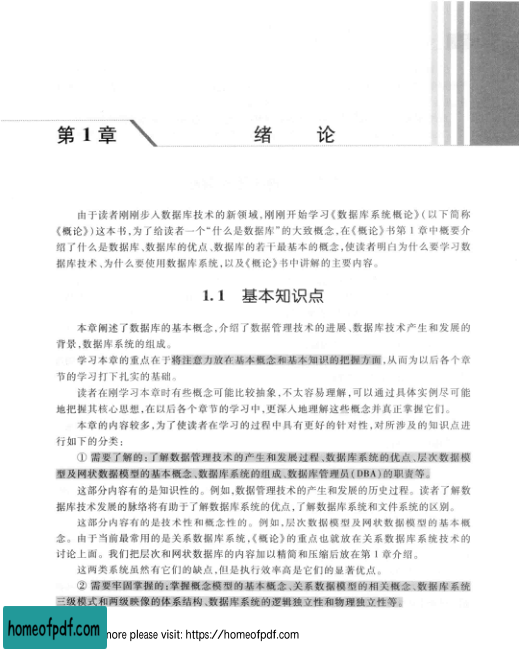 第 1 章
绪 论
由于读者刚刚步入数据库技术的新领域,刚刚开始学习《数据库系统概论》(以下简称
《概论》)这本书,为了给读者一个“什么是数据库”的大致概念,在《概论》书第 1 章中概要介
绍了什么是数据库、数据库的优点、数据库的若干最基本的概念,使读者明白为什么要学习数
据库技术、为什么要使用数据库系统,以及《概论》书中讲解的主要内容。
1.1 基本知识点
本章阐述了数据库的基本概念,介绍了数据管理技术的进展、数据库技术产生和发展的
背景,数据库系统的组成。
学习本章的重点在于将注意力放在基本概念和基本知识的把握方面,从而为以后各个章
节的学习打下扎实的基础。
读者在刚学习本章时有些概念可能比较抽象,不太容易理解,可以通过具体实例尽可能
地把握其核心思想,在以后各个章节的学习中,更深入地理解这些概念并真正掌握它们。
本章的内容较多,为了使读者在学习的过程中具有更好的针对性,对所涉及的知识点进
行如下的分类:
① 需要了解的:了解数据管理技术的产生和发展过程、数据库系统的优点、层次数据模
型及网状数据模型的基本概念、数据库系统的组成、数据库管理员(DBA)的职责等。
这部分内容有的是知识性的。例如,数据管理技术的产生和发展的历史过程。读者了解数
据库技术发展的脉络将有助于了解数据库系统的优点,了解数据库系统和文件系统的区别。
这部分内容有的是技术性和概念性的。例如,层次数据模型及网状数据模型的基本概
念。由于当前最常用的是关系数据库系统,《概论》的重点也就放在关系数据库系统技术的
讨论上面。我们把层次和网状数据库的内容加以精简和压缩后放在第 1 章介绍。
这两类系统虽然有它们的缺点,但是执行效率高是它们的显著优点。
② 需要牢固掌握的:掌握概念模型的基本概念、关系数据模型的相关概念、数据库系统
三级模式和两级映像的体系结构、数据库系统的逻辑独立性和物理独立性等。
homeofpdf.com
more please visit: https://homeofpdf.com